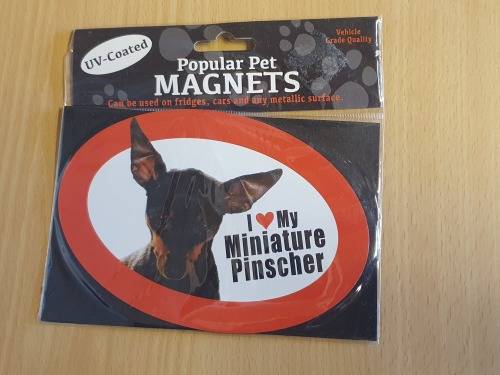 UV-Coated
Vehicle
Grade Quality
Popular Pet
MAGNETS
Can be used on fridges, cars and any metallic surface.
I ❤ My
Miniature
Pinscher